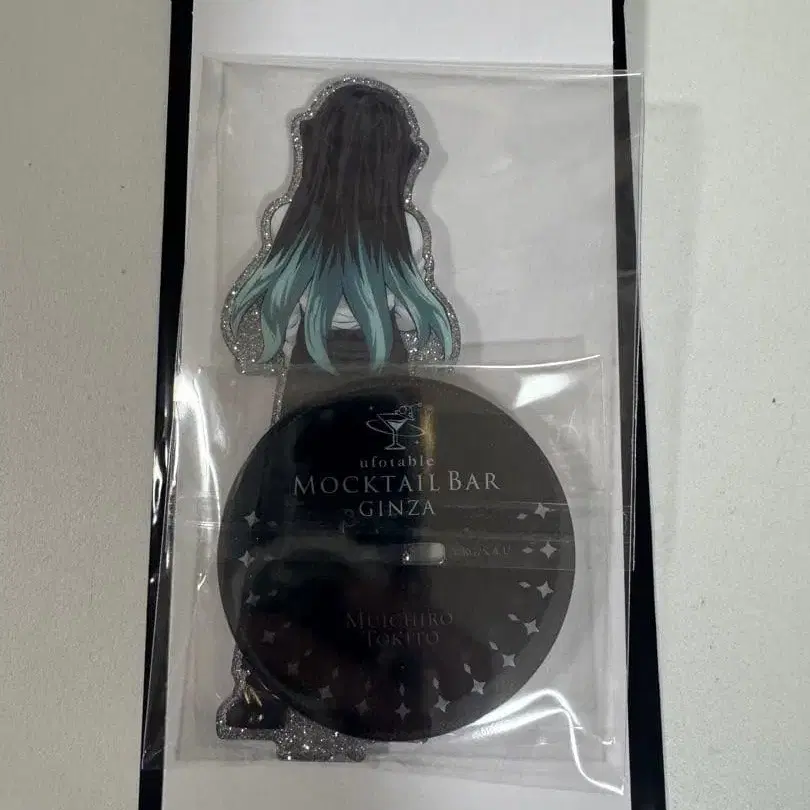 ufotable
MOCKTAIL BAR
GINZA
MUICHIRO
TOKITO